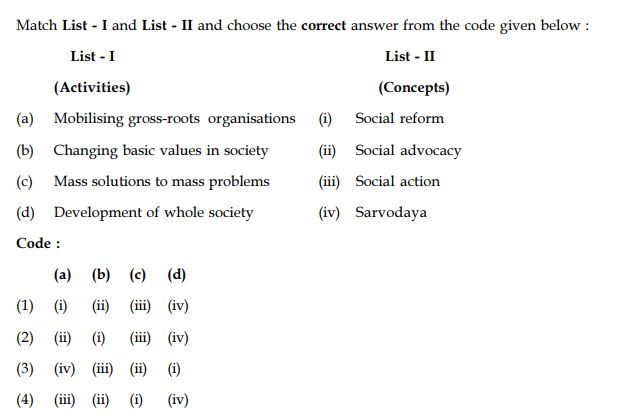 Match List - I and List - II and choose the correct answer from the code given below :
List - I List - II
(Activities) (Concepts)
(a) Mobilising gross-roots organisations (i) Social reform
(b) Changing basic values in society (ii) Social advocacy
(c) Mass solutions to mass problems (iii) Social action
(d) Development of whole society (iv) Sarvodaya
Code :
(a) (b) (c) (d)
(1) (i) (ii) (iii) (iv)
(2) (ii) (i) (iii) (iv)
(3) (iv) (iii) (ii) (i)
(4) (iii) (ii) (i) (iv)